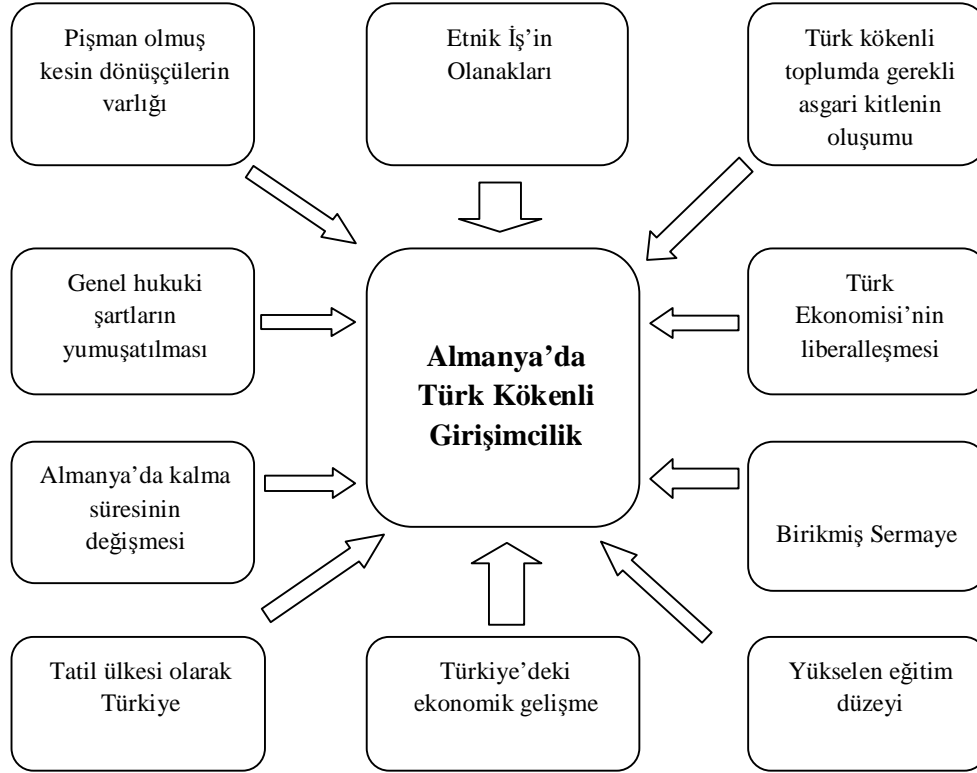 Pişman olmuş
kesin dönüşçülerin
varlığı
Etnik İş’in
Olanakları
Türk kökenli
toplumda gerekli
asgari kitlenin
oluşumu
Genel hukuki
şartların
yumuşatılması
Almanya’da
Türk Kökenli
Girişimcilik
Türk
Ekonomisi’nin
liberalleşmesi
Almanya’da kalma
süresinin
değişmesi
Birikmiş Sermaye
Tatil ülkesi olarak
Türkiye
Türkiye’deki
ekonomik gelişme
Yükselen eğitim
düzeyi